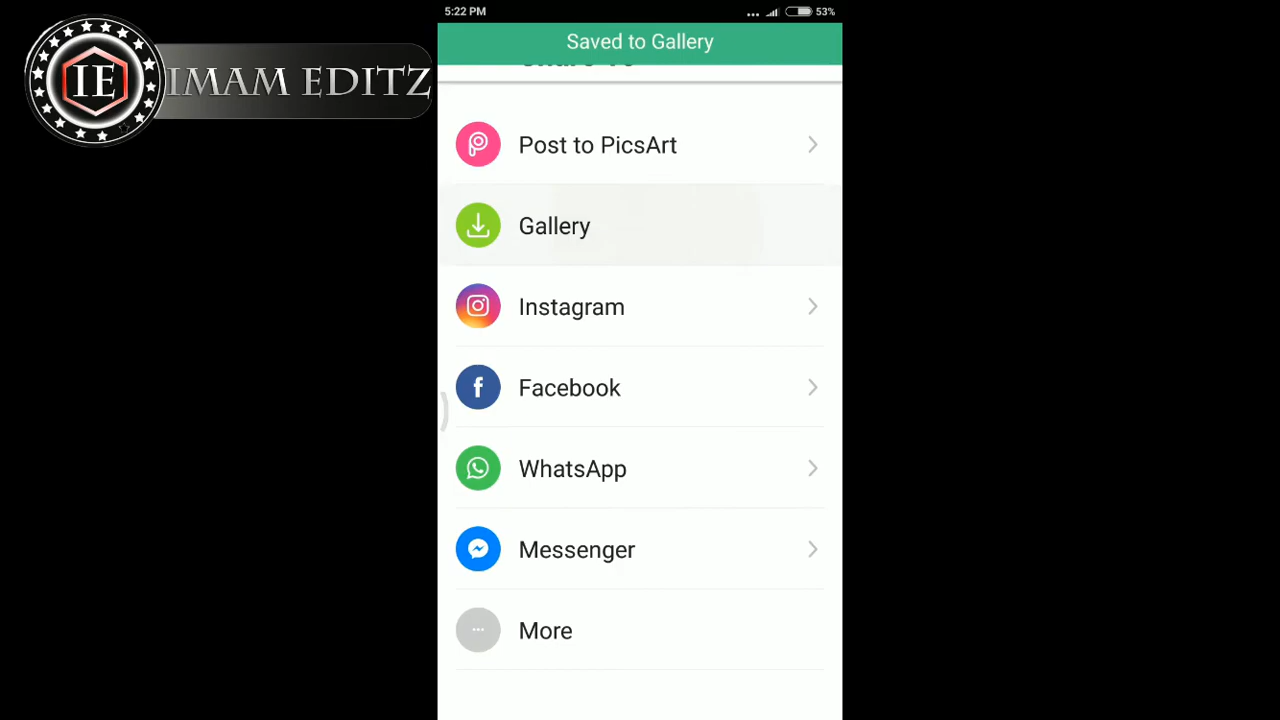 5:22 PM
53%
IE
IMAM EDITZ
Saved to Gallery
Post to PicsArt
Gallery
Instagram
Facebook
WhatsApp
Messenger
More